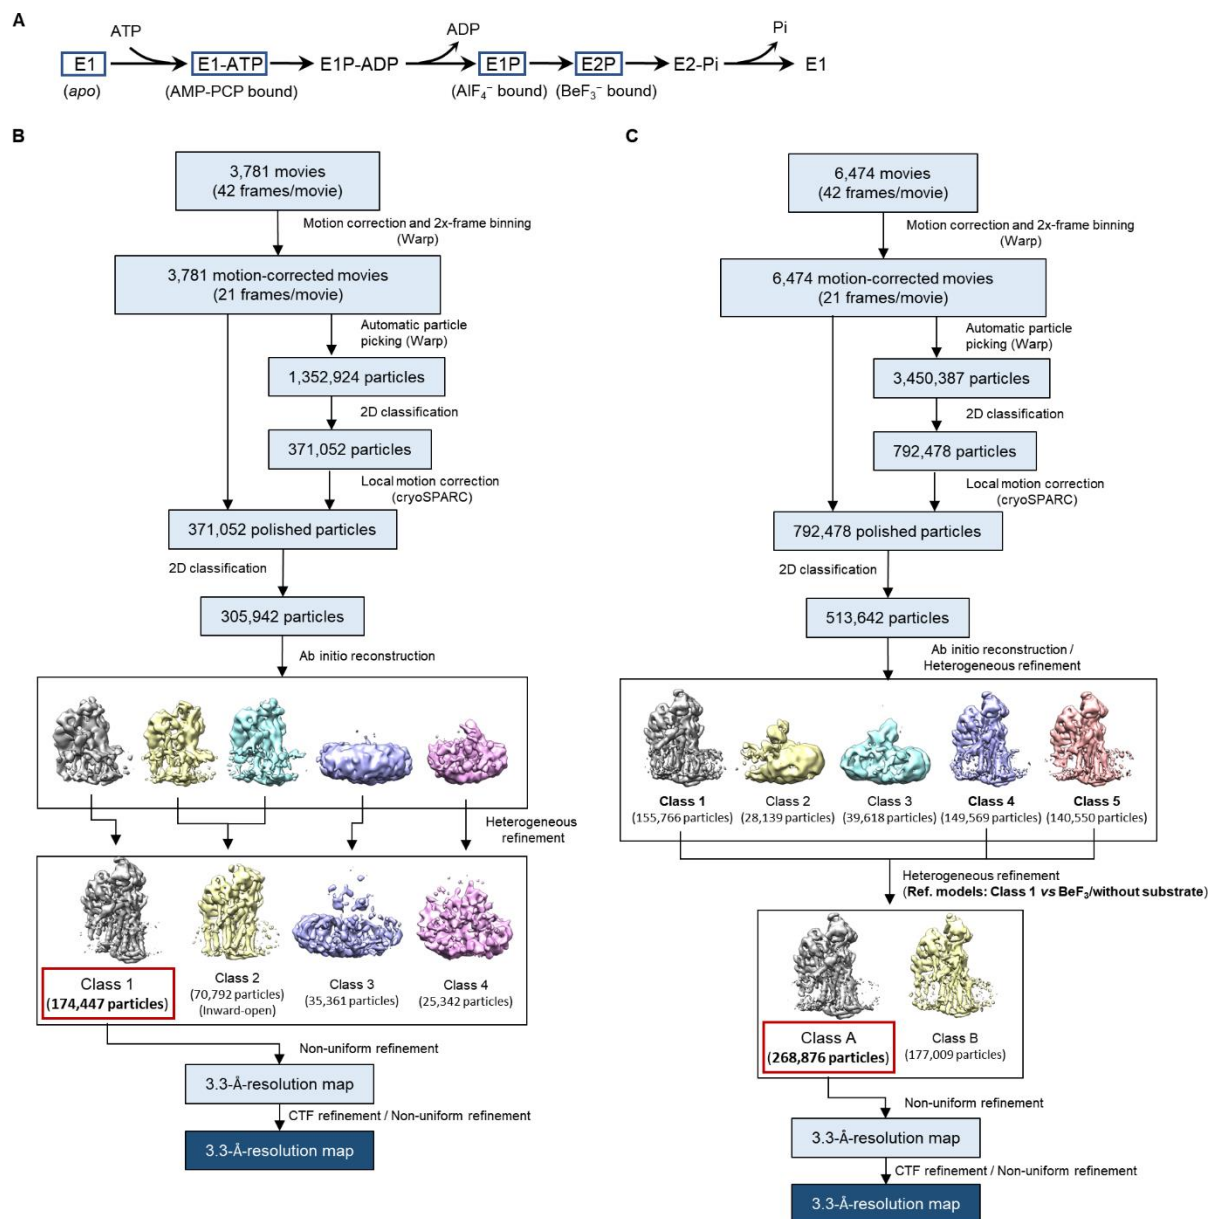 A
ATP
ADP
Pi
E1
E1-ATP
E1P-ADP
E1P
E2P
E2-Pi
E1
(apo)
(AMP-PCP bound)
(AlF₄⁻ bound)
(BeF₃⁻ bound)
B
3,781 movies
(42 frames/movie)
Motion correction and 2x-frame binning
(Warp)
3,781 motion-corrected movies
(21 frames/movie)
Automatic particle
picking (Warp)
1,352,924 particles
2D classification
371,052 particles
Local motion correction
(cryoSPARC)
371,052 polished particles
2D classification
305,942 particles
Ab initio reconstruction
Heterogeneous
refinement
Class 1
(174,447 particles)
Class 2
(70,792 particles)
(Inward-open)
Class 3
(35,361 particles)
Class 4
(25,342 particles)
Non-uniform refinement
3.3-Å-resolution map
CTF refinement / Non-uniform refinement
3.3-Å-resolution map
C
6,474 movies
(42 frames/movie)
Motion correction and 2x-frame binning
(Warp)
6,474 motion-corrected movies
(21 frames/movie)
Automatic particle
picking (Warp)
3,450,387 particles
2D classification
792,478 particles
Local motion correction
(cryoSPARC)
792,478 polished particles
2D classification
513,642 particles
Ab initio reconstruction /
Heterogeneous refinement
Class 1
(155,766 particles)
Class 2
(28,139 particles)
Class 3
(39,618 particles)
Class 4
(149,569 particles)
Class 5
(140,550 particles)
Heterogeneous refinement
(Ref. models: Class 1 vs BeF₃/without substrate)
Class A
(268,876 particles)
Class B
(177,009 particles)
Non-uniform refinement
3.3-Å-resolution map
CTF refinement / Non-uniform refinement
3.3-Å-resolution map